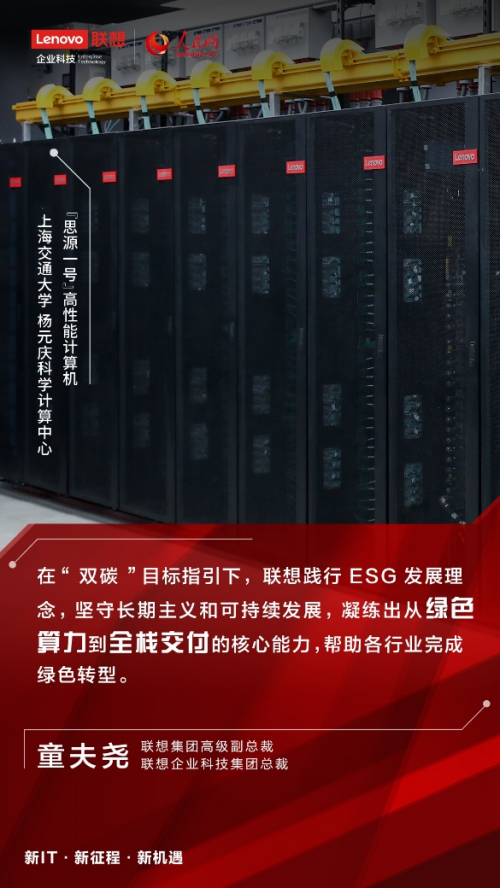 Lenovo 联想
企业科技 Enterprise Technology
人民网
Lenovo
Lenovo
Lenovo
Lenovo
『思源一号』高性能计算机
上海交通大学 杨元庆科学计算中心
在“双碳”目标指引下，联想践行 ESG 发展理
念，坚守长期主义和可持续发展，凝练出从绿色
算力到全栈交付的核心能力，帮助各行业完成
绿色转型。
童夫尧
联想集团高级副总裁
联想企业科技集团总裁
新IT · 新征程 · 新机遇